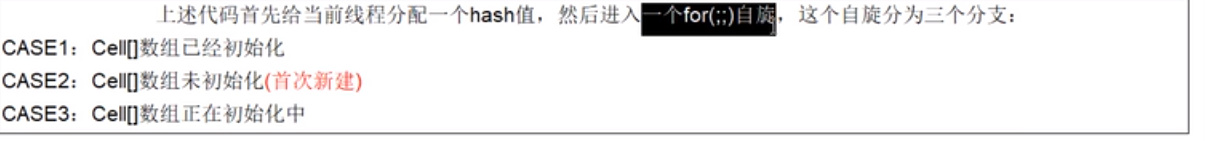 上述代码首先给当前线程分配一个hash值，然后进入一个for(;;)自旋，这个自旋分为三个分支：
CASE1：Cell[]数组已经初始化
CASE2：Cell[]数组未初始化(首次新建)
CASE3：Cell[]数组正在初始化中